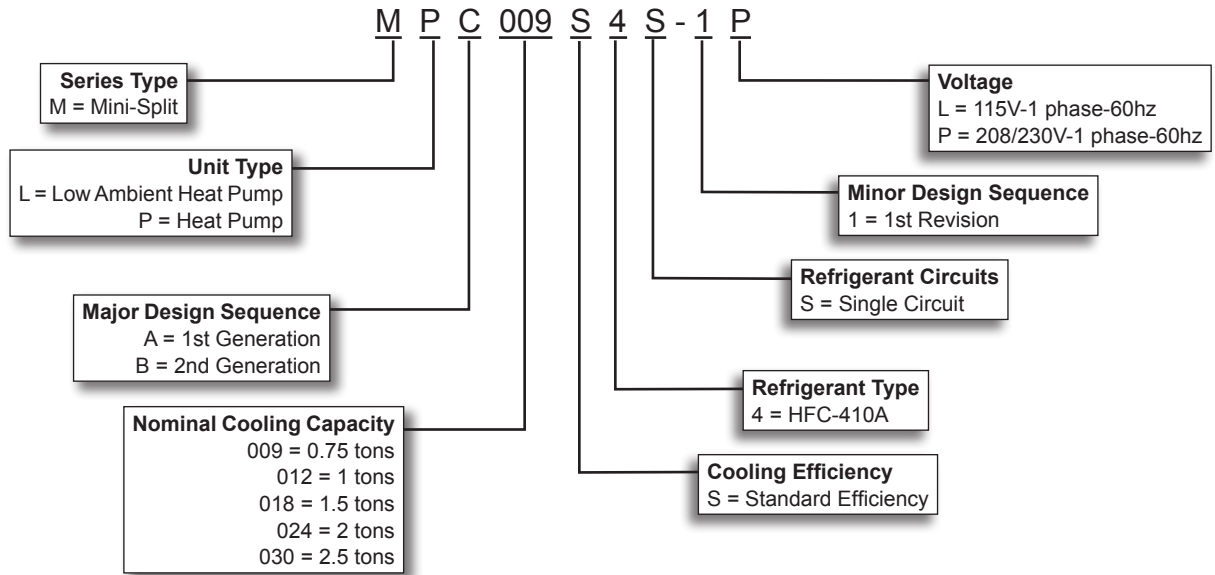 M P C 009 S 4 S - 1 P
Series Type
M = Mini-Split
Unit Type
L = Low Ambient Heat Pump
P = Heat Pump
Major Design Sequence
A = 1st Generation
B = 2nd Generation
Nominal Cooling Capacity
009 = 0.75 tons
012 = 1 tons
018 = 1.5 tons
024 = 2 tons
030 = 2.5 tons
Voltage
L = 115V-1 phase-60hz
P = 208/230V-1 phase-60hz
Minor Design Sequence
1 = 1st Revision
Refrigerant Circuits
S = Single Circuit
Refrigerant Type
4 = HFC-410A
Cooling Efficiency
S = Standard Efficiency